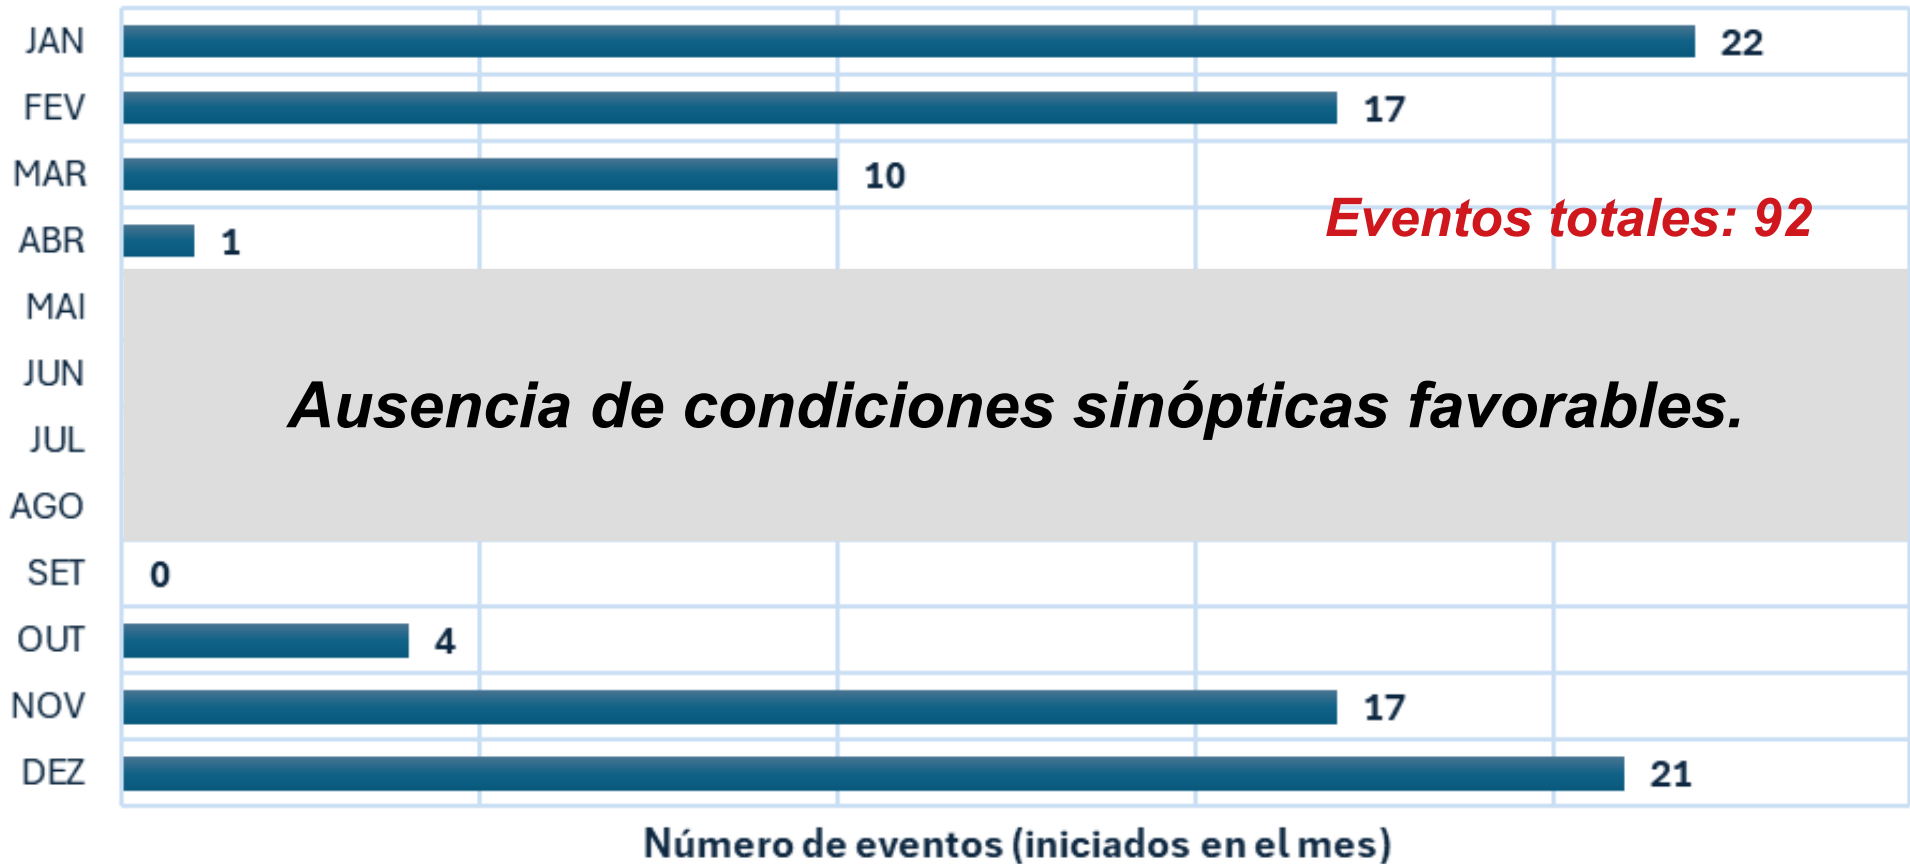 JAN 22
FEV 17
MAR 10
Eventos totales: 92
ABR 1
MAI
JUN
Ausencia de condiciones sinópticas favorables.
JUL
AGO
SET 0
OUT 4
NOV 17
DEZ 21
Número de eventos (iniciados en el mes)